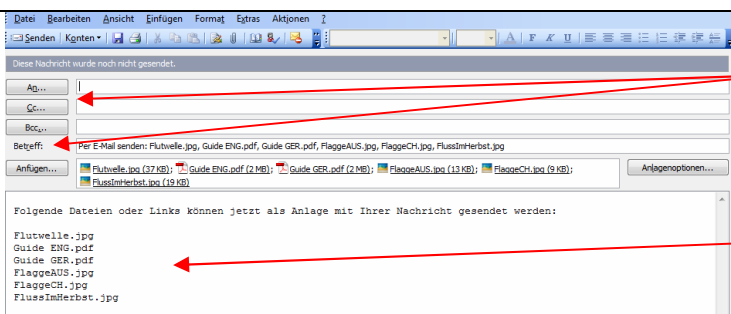 Datei Bearbeiten Ansicht Einfügen Format Extras Aktionen ?
Senden Konten A F K U
Diese Nachricht wurde noch nicht gesendet.
An...
Cc...
Bcc...
Betreff: Per E-Mail senden: Flutwelle.jpg, Guide ENG.pdf, Guide GER.pdf, FlaggeAUS.jpg, FlaggeCH.jpg, FlussImHerbst.jpg
Anfügen... Flutwelle.jpg (37 KB); Guide ENG.pdf (2 MB); Guide GER.pdf (2 MB); FlaggeAUS.jpg (13 KB); FlaggeCH.jpg (9 KB); Anlagenoptionen...
FlussImHerbst.jpg (19 KB)
Folgende Dateien oder Links können jetzt als Anlage mit Ihrer Nachricht gesendet werden:
Flutwelle.jpg
Guide ENG.pdf
Guide GER.pdf
FlaggeAUS.jpg
FlaggeCH.jpg
FlussImHerbst.jpg